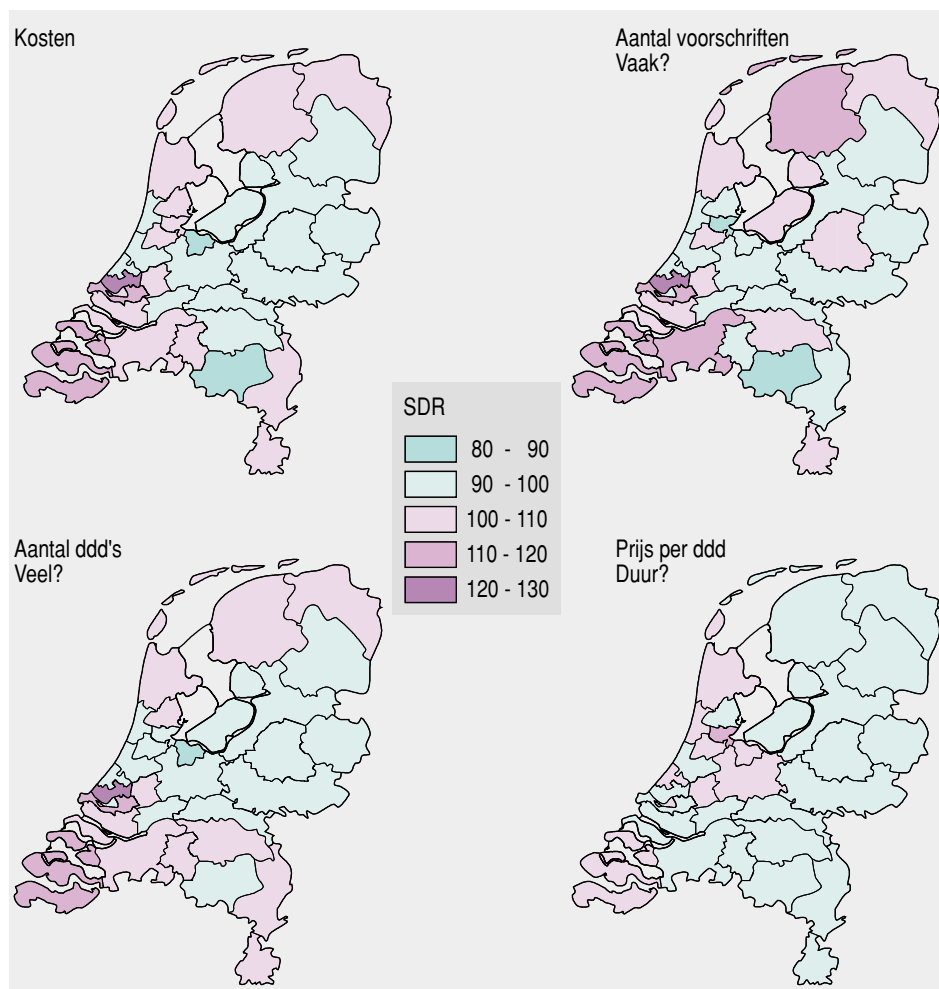 Kosten
Aantal voorschriften
Vaak?
SDR
80 - 90
90 - 100
100 - 110
110 - 120
120 - 130
Aantal ddd's
Veel?
Prijs per ddd
Duur?